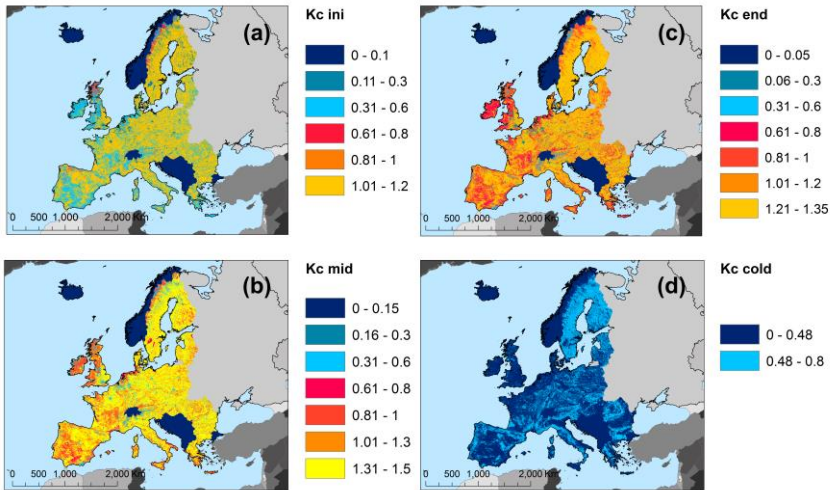 (a)
Kc ini
0 - 0.1
0.11 - 0.3
0.31 - 0.6
0.61 - 0.8
0.81 - 1
1.01 - 1.2
0 500 1,000 2,000 Km
(c)
Kc end
0 - 0.05
0.06 - 0.3
0.31 - 0.6
0.61 - 0.8
0.81 - 1
1.01 - 1.2
1.21 - 1.35
0 500 1,000 2,000 Km
(b)
Kc mid
0 - 0.15
0.16 - 0.3
0.31 - 0.6
0.61 - 0.8
0.81 - 1
1.01 - 1.3
1.31 - 1.5
0 500 1,000 2,000 Km
(d)
Kc cold
0 - 0.48
0.48 - 0.8
0 500 1,000 2,000 Km